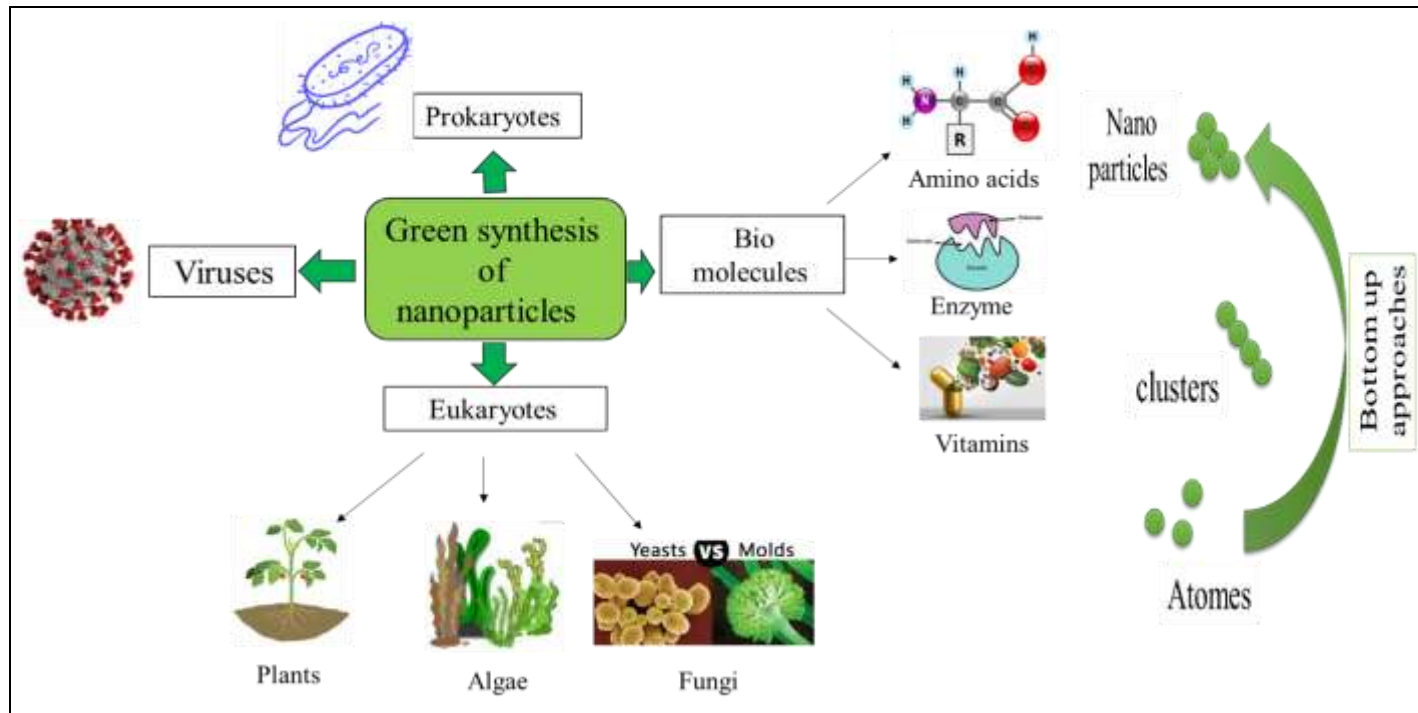 Prokaryotes
Viruses
Green synthesis
of
nanoparticles
Bio
molecules
Eukaryotes
Plants
Algae
Yeasts VS Molds
Fungi
H
O
H
H
N
C
C
H
O
R
Amino acids
Enzyme
Vitamins
Nano
particles
clusters
Atomes
Bottom up
approaches